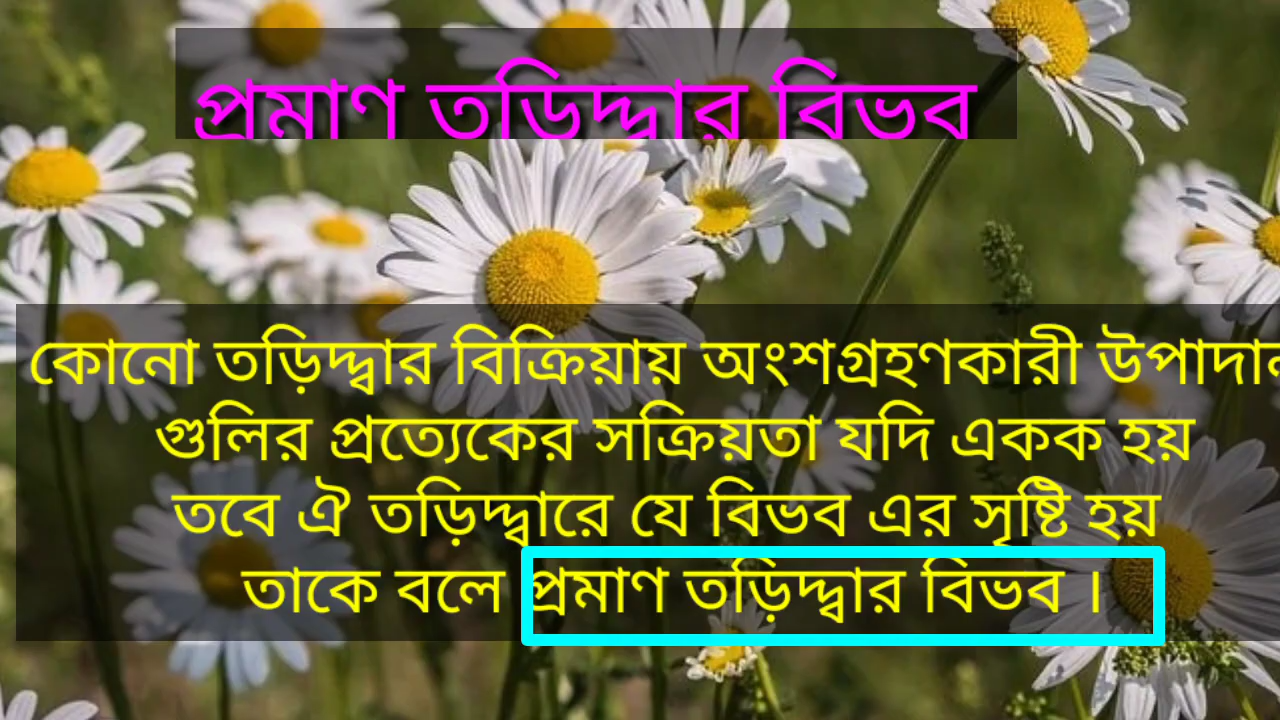 প্রমাণ তড়িদ্দ্বার বিভব
কোনো তড়িদ্দ্বার বিক্রিয়ায় অংশগ্রহণকারী উপাদান
গুলির প্রত্যেকের সক্রিয়তা যদি একক হয়
তবে ঐ তড়িদ্দ্বারে যে বিভব এর সৃষ্টি হয়
তাকে বলে প্রমাণ তড়িদ্দ্বার বিভব ।